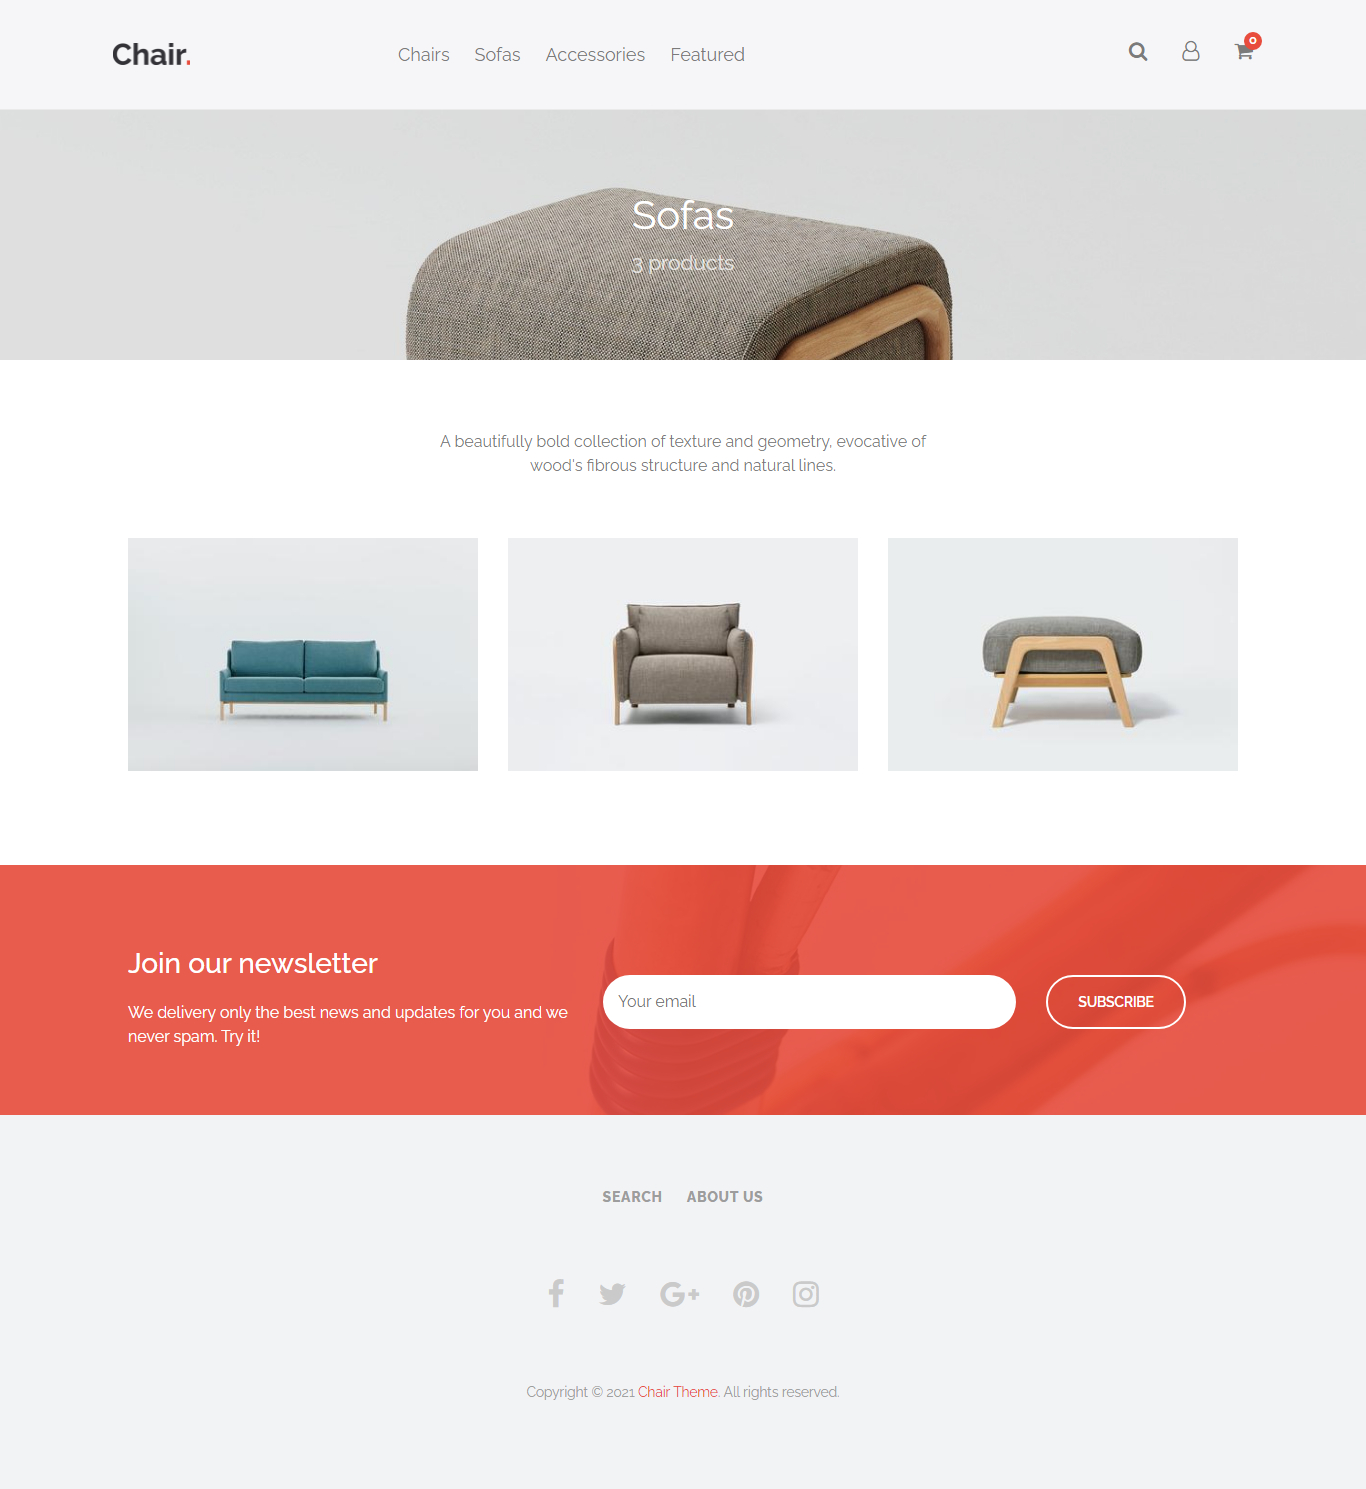 Chair.
Chairs Sofas Accessories Featured
0
Sofas
3 products
A beautifully bold collection of texture and geometry, evocative of
wood's fibrous structure and natural lines.
Join our newsletter
We delivery only the best news and updates for you and we
never spam. Try it!
Your email
SUBSCRIBE
SEARCH ABOUT US
Copyright © 2021 Chair Theme. All rights reserved.